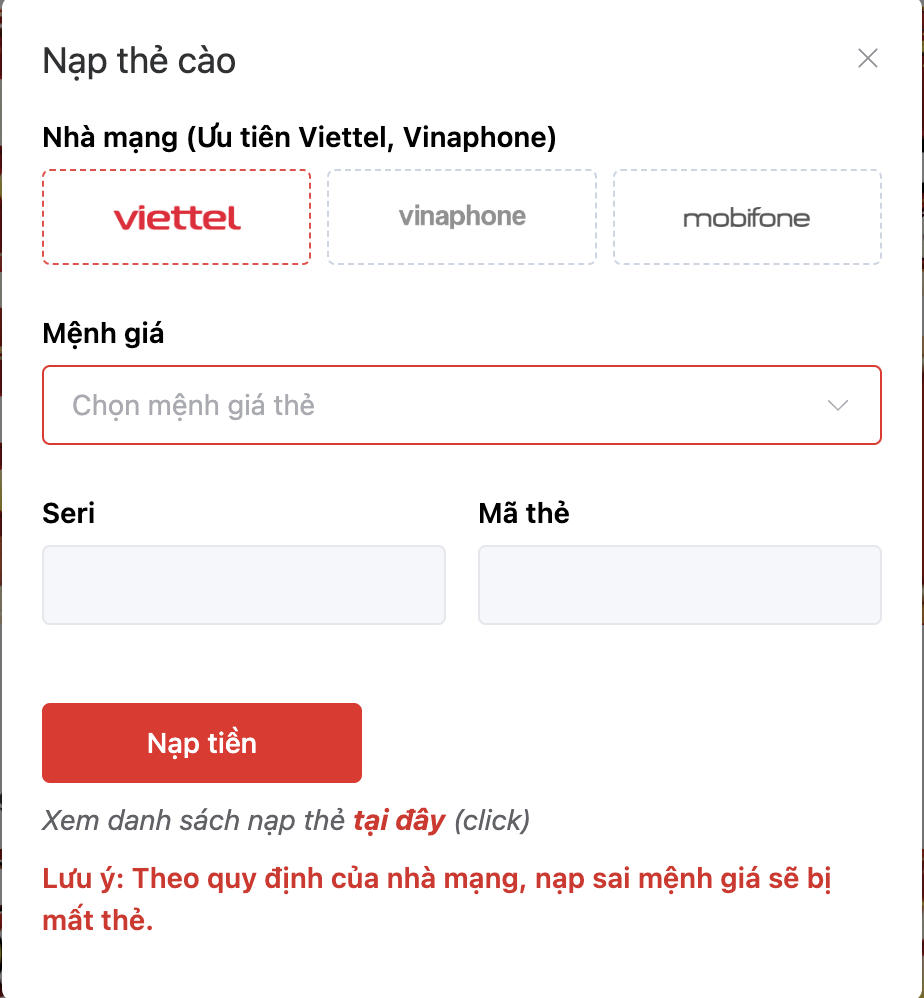 Nạp thẻ cào
Nhà mạng (Ưu tiên Viettel, Vinaphone)
viettel
vinaphone
mobifone
Mệnh giá
Chọn mệnh giá thẻ
Seri
Mã thẻ
Nạp tiền
Xem danh sách nạp thẻ tại đây (click)
Lưu ý: Theo quy định của nhà mạng, nạp sai mệnh giá sẽ bị
mất thẻ.